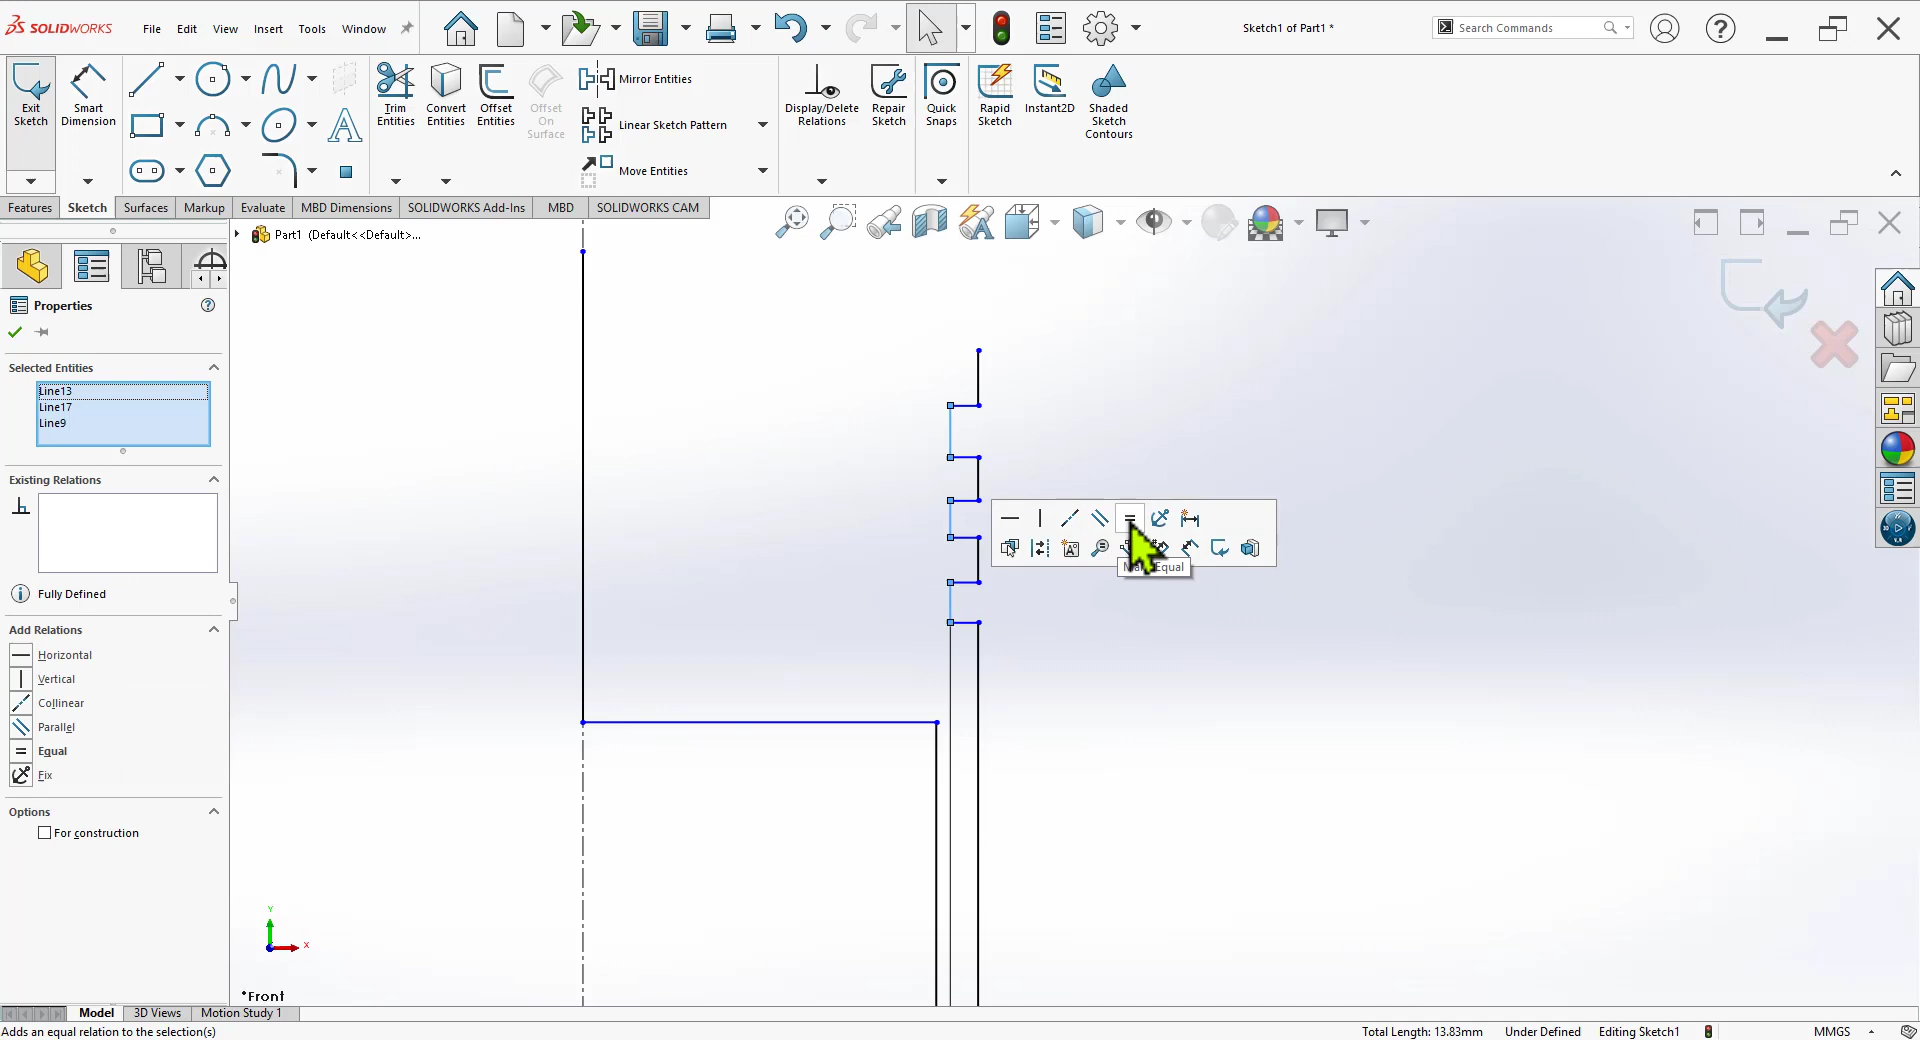 SOLIDWORKS
File
Edit
View
Insert
Tools
Window
Sketch1 of Part1 *
Search Commands
Exit
Sketch
Smart
Dimension
Trim
Entities
Convert
Entities
Offset
Entities
Offset
On
Surface
Mirror Entities
Linear Sketch Pattern
Move Entities
Display/Delete
Relations
Repair
Sketch
Quick
Snaps
Rapid
Sketch
Instant2D
Shaded
Sketch
Contours
Features
Sketch
Surfaces
Markup
Evaluate
MBD Dimensions
SOLIDWORKS Add-Ins
MBD
SOLIDWORKS CAM
Part1 (Default<<Default>...
Properties
Selected Entities
Line13
Line17
Line9
Existing Relations
Fully Defined
Add Relations
Horizontal
Vertical
Collinear
Parallel
Equal
Fix
Options
For construction
Equal
Y
X
*Front
Model
3D Views
Motion Study 1
Adds an equal relation to the selection(s)
Total Length: 13.83mm
Under Defined
Editing Sketch1
MMGS